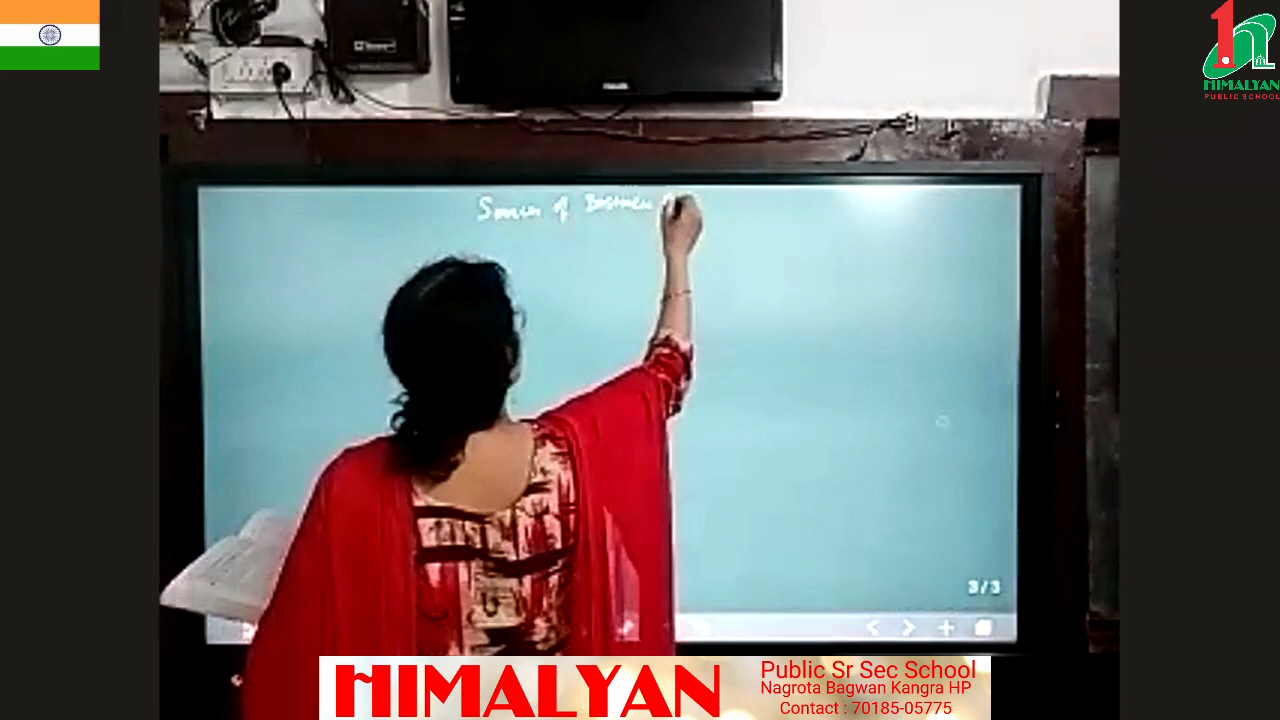 HIMALYAN
PUBLIC SCHOOL
Sources of Business
3/3
HIMALYAN
Public Sr Sec School
Nagrota Bagwan Kangra HP
Contact : 70185-05775